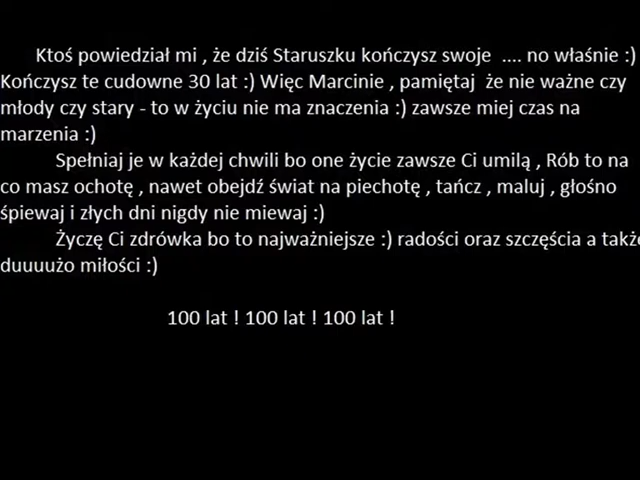 Ktoś powiedział mi , że dziś Staruszku kończysz swoje .... no właśnie :)
Kończysz te cudowne 30 lat :) Więc Marcinie , pamiętaj że nie ważne czy
młody czy stary - to w życiu nie ma znaczenia :) zawsze miej czas na
marzenia :)
Spełniaj je w każdej chwili bo one życie zawsze Ci umilą , Rób to na
co masz ochotę , nawet obejdź świat na piechotę , tańcz , maluj , głośno
śpiewaj i złych dni nigdy nie miewaj :)
Życzę Ci zdrówka bo to najważniejsze :) radości oraz szczęścia a także
duuuużo miłości :)
100 lat ! 100 lat ! 100 lat !